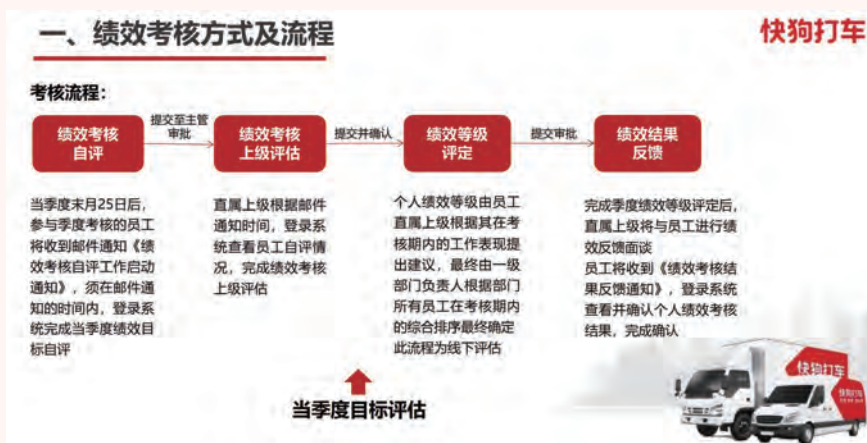 一、绩效考核方式及流程
快狗打车
考核流程：
绩效考核
自评
提交至主管
审批
绩效考核
上级评估
提交并确认
绩效等级
评定
提交审批
绩效结果
反馈
当季度末月25日后，
参与季度考核的员工
将收到邮件通知《绩
效考核自评工作启动
通知》，须在邮件通
知的时间内，登录系
统完成当季度绩效目
标自评
直属上级根据邮件
通知时间，登录系
统查看员工自评情
况，完成绩效考核
上级评估
个人绩效等级由员工
直属上级根据其在考
核期内的工作表现提
出建议，最终由一级
部门负责人根据部门
所有员工在考核期内
的综合排序最终确定
此流程为线下评估
完成季度绩效等级评定后，
直属上级将与员工进行绩
效反馈面谈
员工将收到《绩效考核结
果反馈通知》，登录系统
查看并确认个人绩效考核
结果，完成确认
当季度目标评估
快狗打车
快狗打车